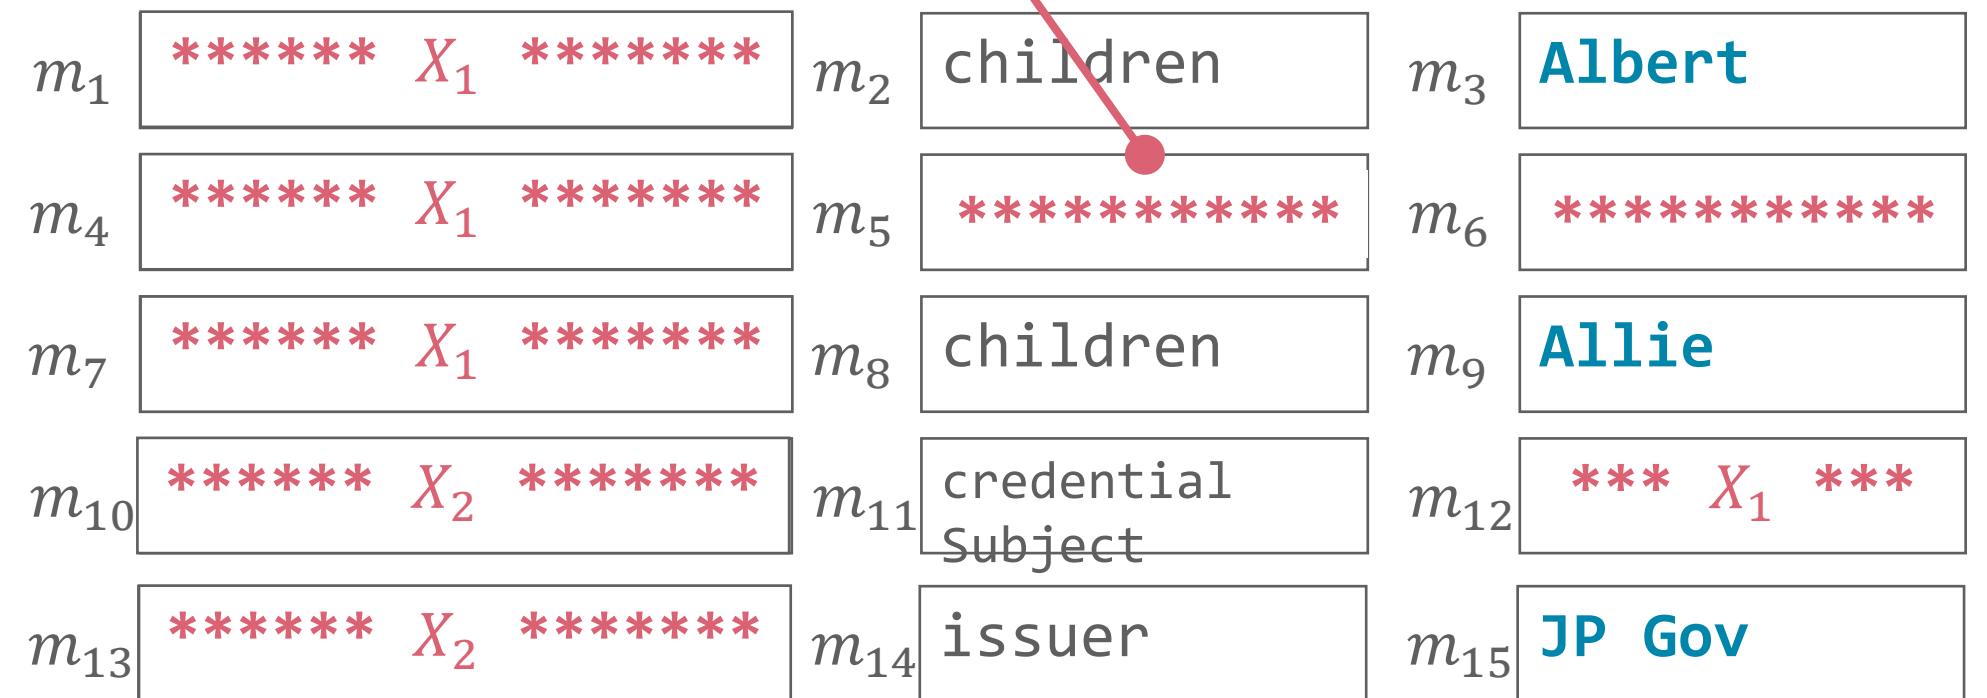 m₁ ****** X₁ ******* m₂ children m₃ Albert
m₄ ****** X₁ ******* m₅ *********** m₆ ***********
m₇ ****** X₁ ******* m₈ children m₉ Allie
m₁₀ ****** X₂ ******* m₁₁ credential m₁₂ *** X₁ ***
Subject
m₁₃ ****** X₂ ******* m₁₄ issuer m₁₅ JP Gov